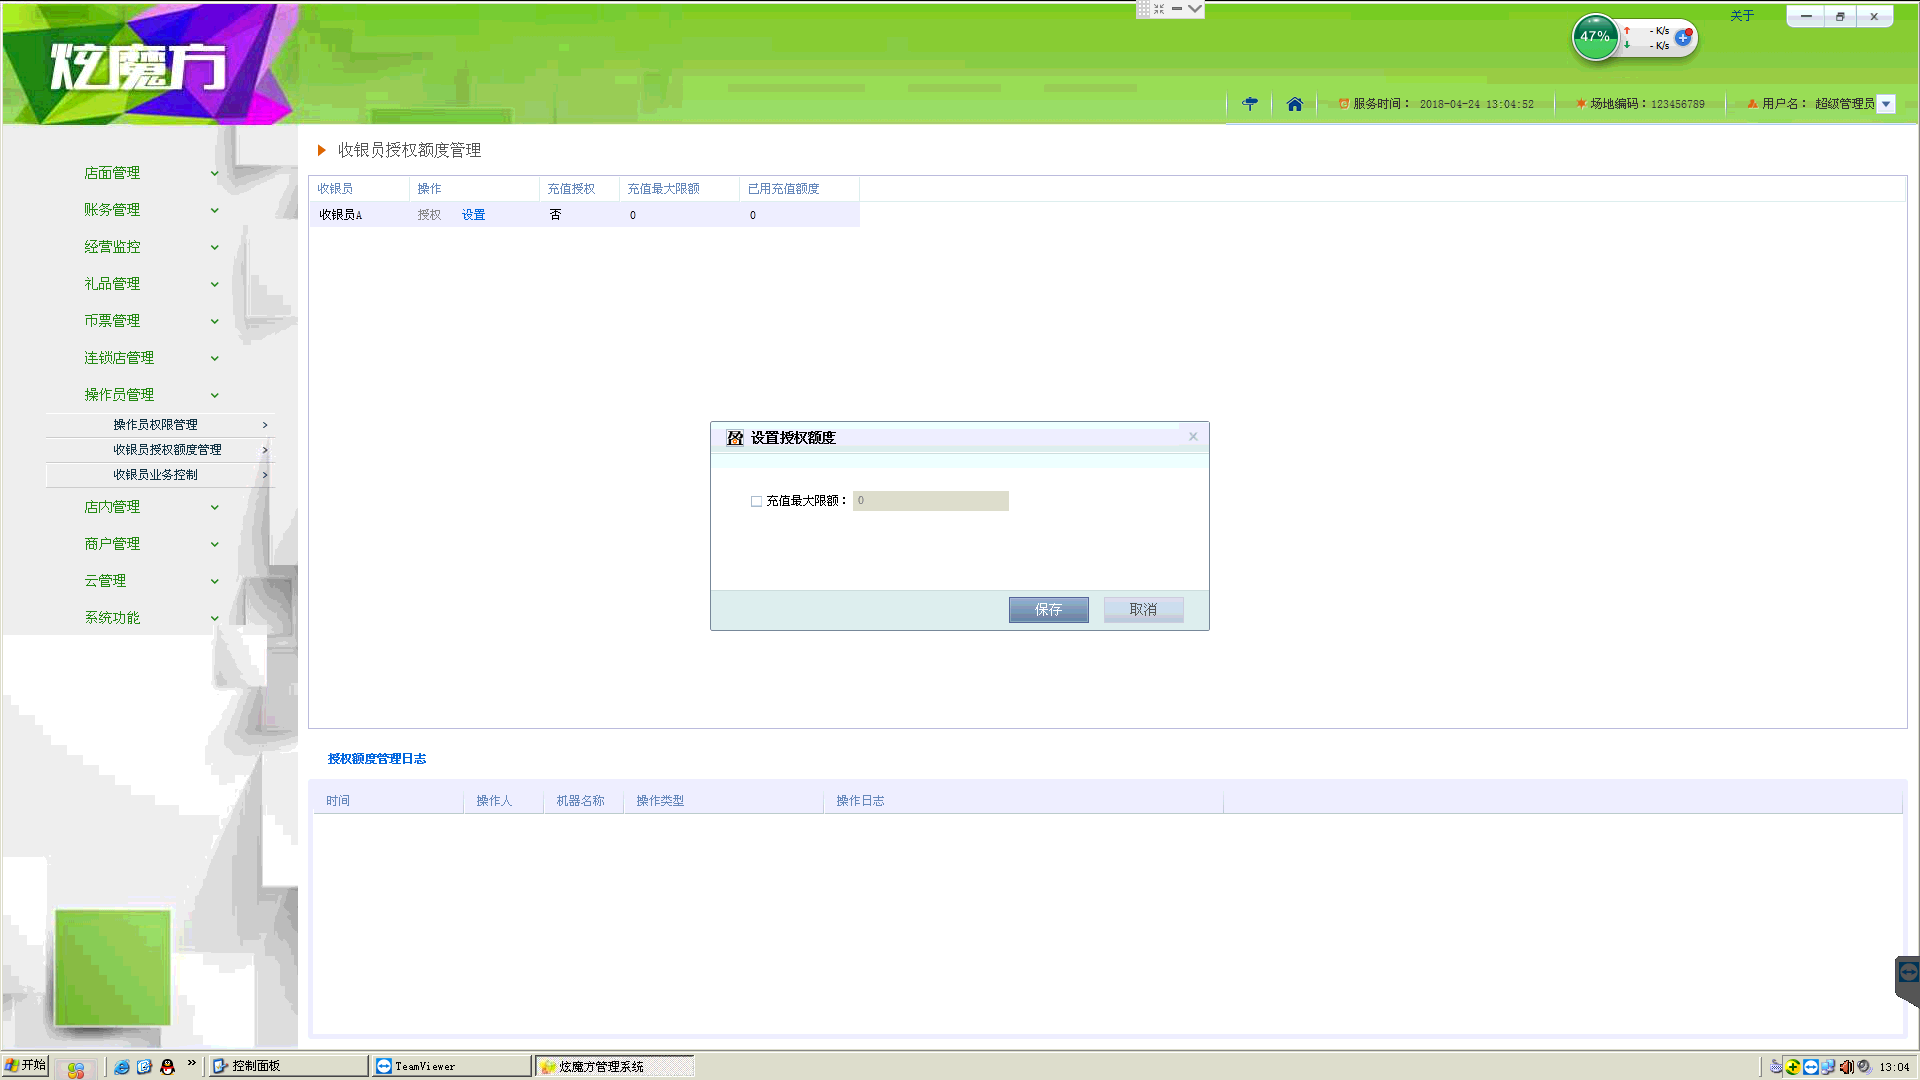 关于
47%
- K/s
- K/s
炫魔方
服务时间： 2018-04-24 13:04:52
场地编码：123456789
用户名： 超级管理员
店面管理
账务管理
经营监控
礼品管理
币票管理
连锁店管理
操作员管理
操作员权限管理
收银员授权额度管理
收银员业务控制
店内管理
商户管理
云管理
系统功能
收银员授权额度管理
收银员 操作 充值授权 充值最大限额 已用充值额度
收银员A 授权 设置 否 0 0
设置授权额度
充值最大限额： 0
保存 取消
授权额度管理日志
时间 操作人 机器名称 操作类型 操作日志
开始 控制面板 TeamViewer 炫魔方管理系统 13:04